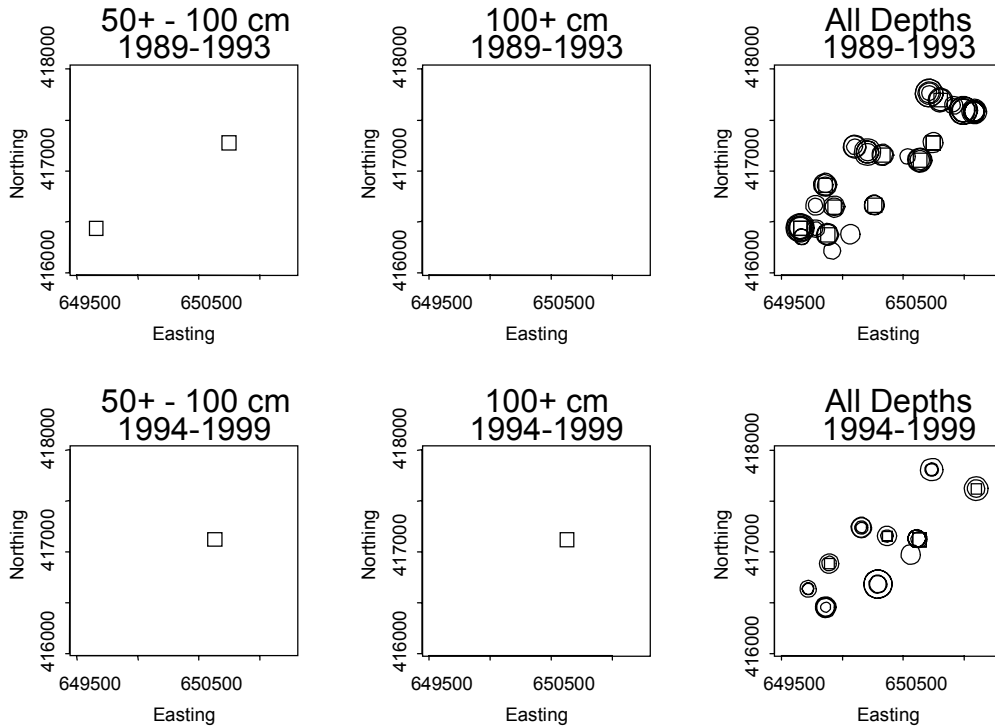 50+ - 100 cm
1989-1993
418000
417000
416000
Northing
649500 650500
Easting
100+ cm
1989-1993
418000
417000
416000
Northing
649500 650500
Easting
All Depths
1989-1993
418000
417000
416000
Northing
649500 650500
Easting
50+ - 100 cm
1994-1999
418000
417000
416000
Northing
649500 650500
Easting
100+ cm
1994-1999
418000
417000
416000
Northing
649500 650500
Easting
All Depths
1994-1999
418000
417000
416000
Northing
649500 650500
Easting